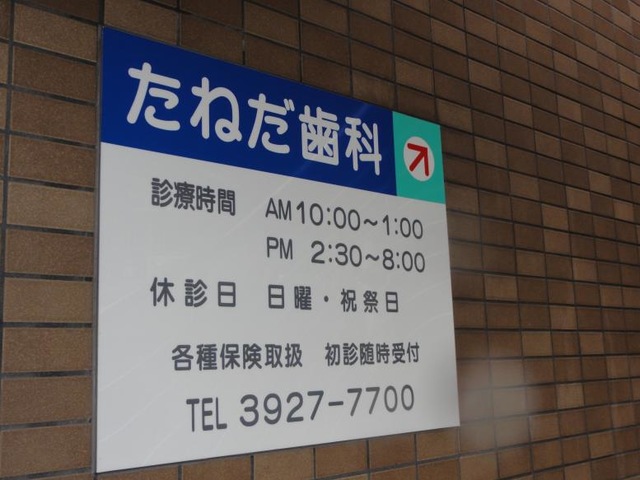 たねだ歯科
診療時間 AM10:00〜1:00
PM 2:30〜8:00
休診日 日曜・祝祭日
各種保険取扱 初診随時受付
TEL 3927-7700